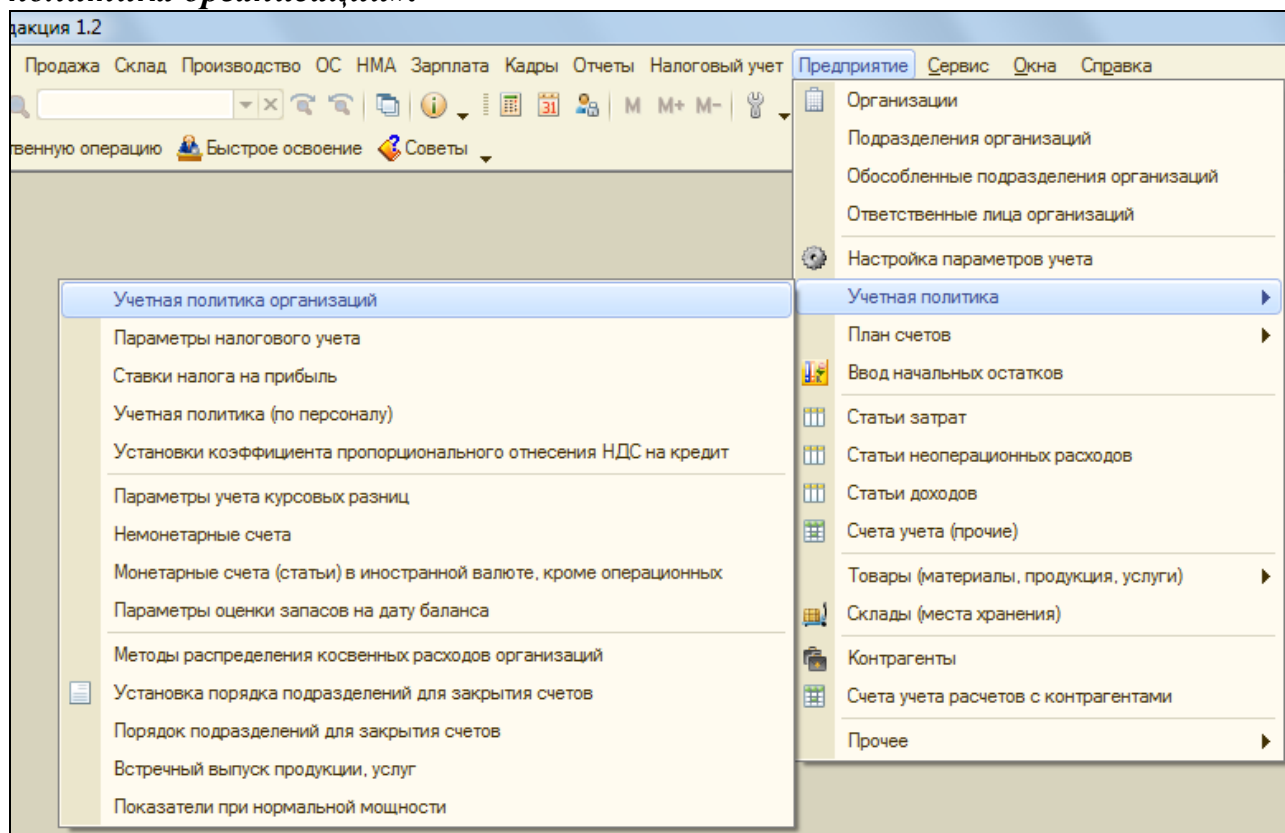 политика организации».
дакция 1.2
Продажа Склад Производство ОС НМА Зарплата Кадры Отчеты Налоговый учет Предприятие Сервис Окна Справка
31 M M+ M-
твенную операцию Быстрое освоение Советы
Организации
Подразделения организаций
Обособленные подразделения организаций
Ответственные лица организаций
Настройка параметров учета
Учетная политика
План счетов
Ввод начальных остатков
Статьи затрат
Статьи неоперационных расходов
Статьи доходов
Счета учета (прочие)
Товары (материалы, продукция, услуги)
Склады (места хранения)
Контрагенты
Счета учета расчетов с контрагентами
Прочее
Учетная политика организаций
Параметры налогового учета
Ставки налога на прибыль
Учетная политика (по персоналу)
Установки коэффициента пропорционального отнесения НДС на кредит
Параметры учета курсовых разниц
Немонетарные счета
Монетарные счета (статьи) в иностранной валюте, кроме операционных
Параметры оценки запасов на дату баланса
Методы распределения косвенных расходов организаций
Установка порядка подразделений для закрытия счетов
Порядок подразделений для закрытия счетов
Встречный выпуск продукции, услуг
Показатели при нормальной мощности